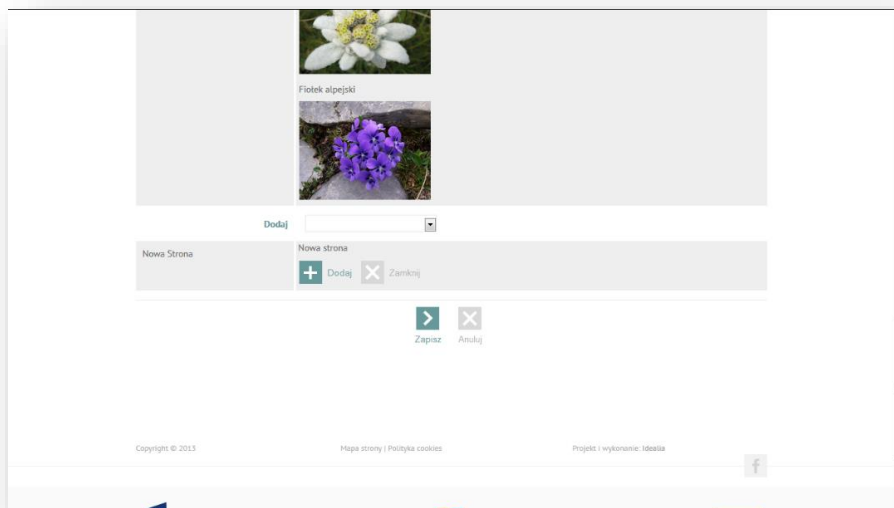 Fiołek alpejski
Dodaj
Nowa Strona
Nowa strona
Dodaj Zamknij
Zapisz Anuluj
Copyright © 2013 Mapa strony | Polityka cookies Projekt i wykonanie: Idealia